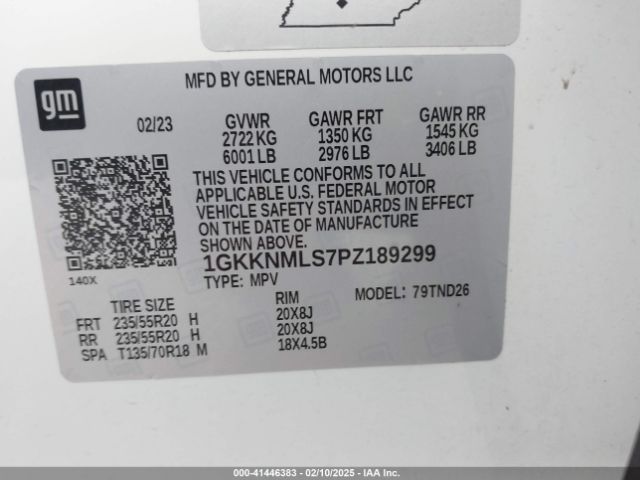 gm
MFD BY GENERAL MOTORS LLC
02/23 GVWR GAWR FRT GAWR RR
2722 KG 1350 KG 1545 KG
6001 LB 2976 LB 3406 LB
THIS VEHICLE CONFORMS TO ALL
APPLICABLE U.S. FEDERAL MOTOR
VEHICLE SAFETY STANDARDS IN EFFECT
ON THE DATE OF MANUFACTURE
SHOWN ABOVE.
1GKKNMLS7PZ189299
140X
TYPE: MPV MODEL: 79TND26
TIRE SIZE RIM
FRT 235/55R20 H 20X8J
RR 235/55R20 H 20X8J
SPA T135/70R18 M 18X4.5B
©2025 - 41446383 - 02/10/2025 - IAA Inc.